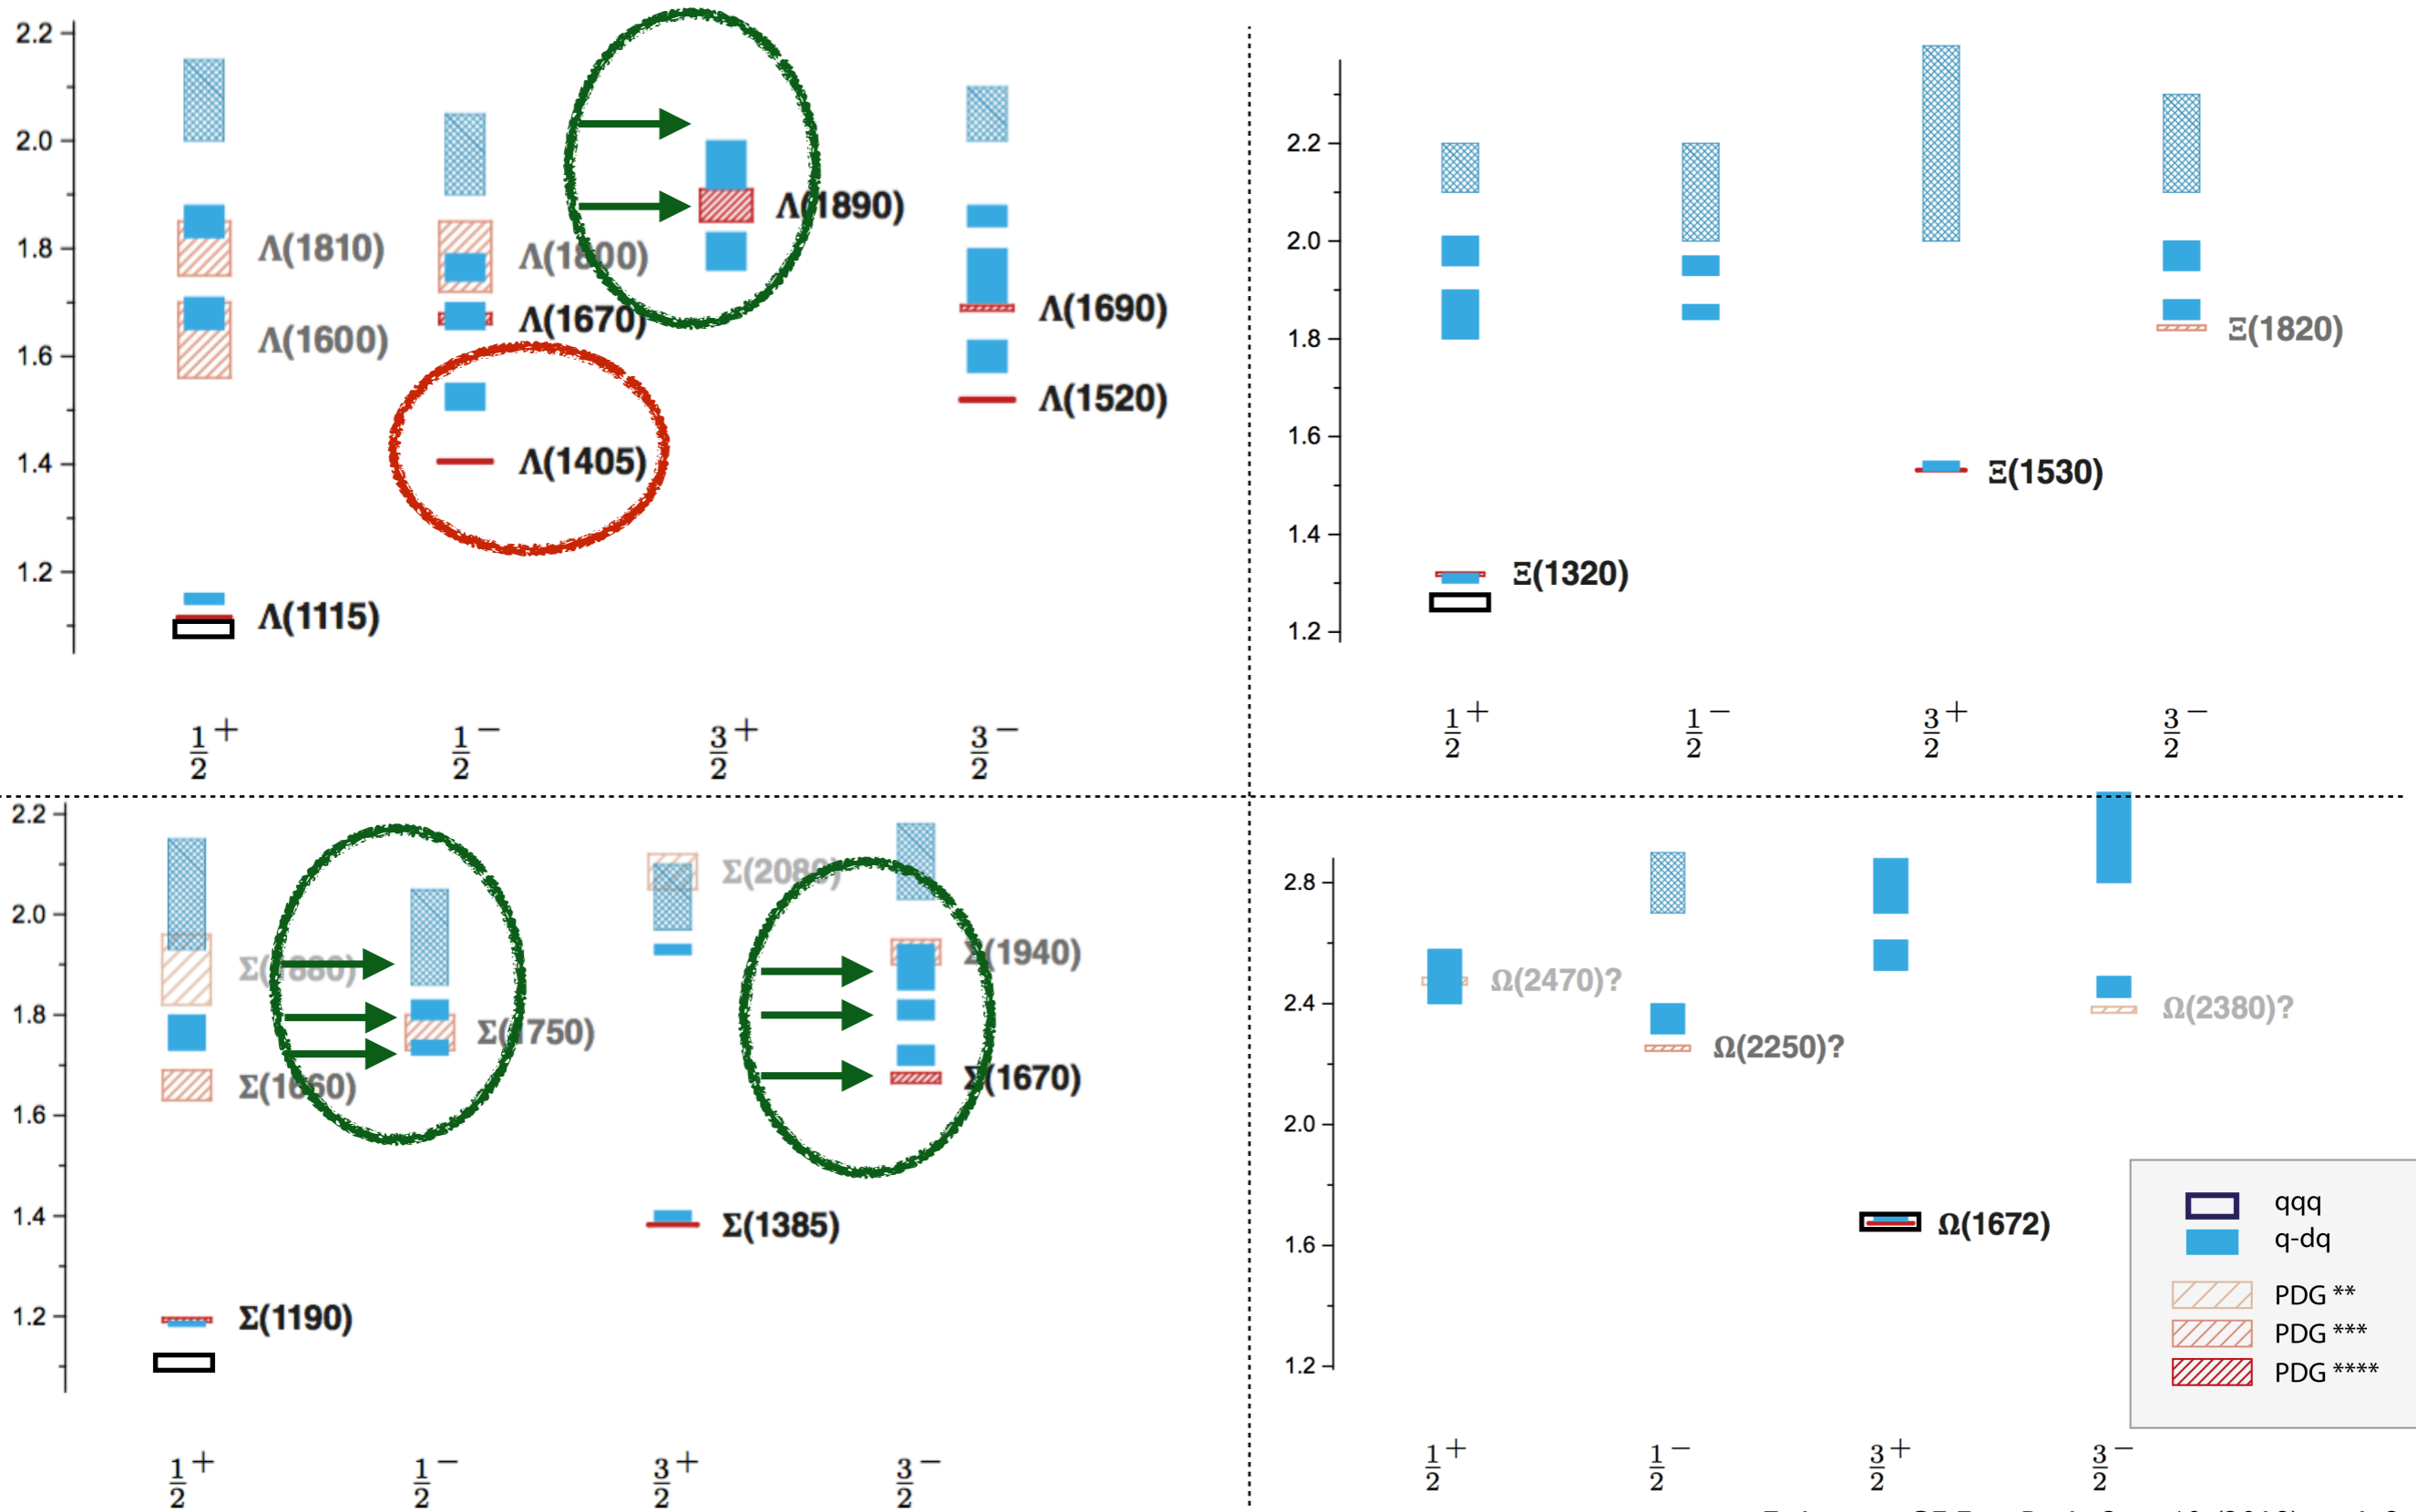 2.2
2.0
1.8
1.6
1.4
1.2
Λ(1890)
Λ(1810)
Λ(1800)
Λ(1600)
Λ(1670)
Λ(1690)
Λ(1520)
Λ(1405)
Λ(1115)
1/2+ 1/2− 3/2+ 3/2−
2.2
2.0
1.8
1.6
1.4
1.2
Ξ(1820)
Ξ(1530)
Ξ(1320)
1/2+ 1/2− 3/2+ 3/2−
2.2
2.0
1.8
1.6
1.4
1.2
Σ(2080)
Σ(1940)
Σ(1880)
Σ(1750)
Σ(1660)
Σ(1670)
Σ(1385)
Σ(1190)
1/2+ 1/2− 3/2+ 3/2−
2.8
2.4
2.0
1.6
1.2
Ω(2470)?
Ω(2380)?
Ω(2250)?
Ω(1672)
1/2+ 1/2− 3/2+ 3/2−
qqq
q-dq
PDG **
PDG ***
PDG ****